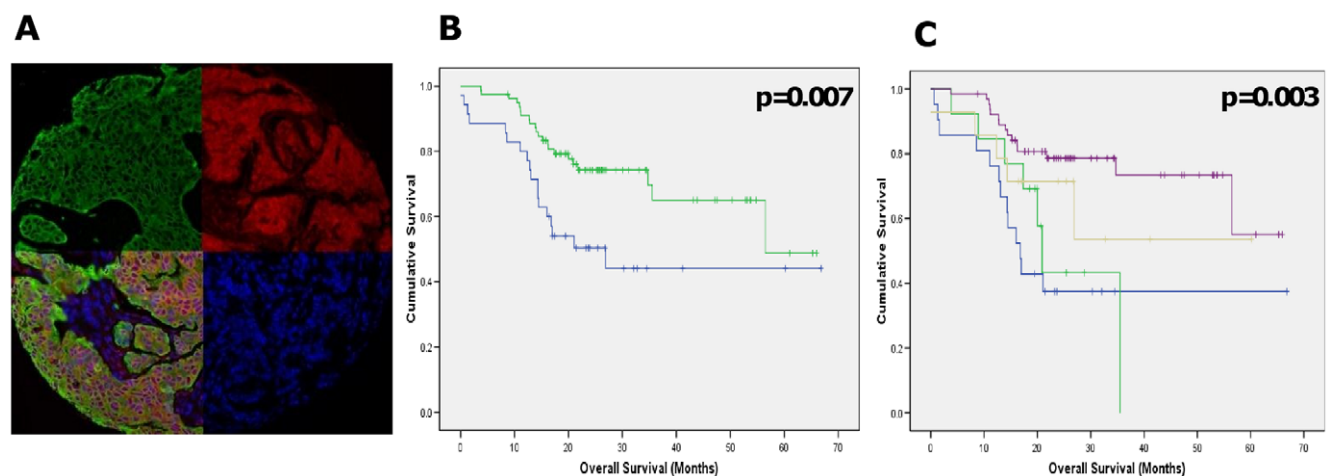 A
B
C
p=0.007
p=0.003
Cumulative Survival
1.0
0.8
0.6
0.4
0.2
0.0
0 10 20 30 40 50 60 70
Overall Survival (Months)
Cumulative Survival
1.0
0.8
0.6
0.4
0.2
0.0
0 10 20 30 40 50 60 70
Overall Survival (Months)